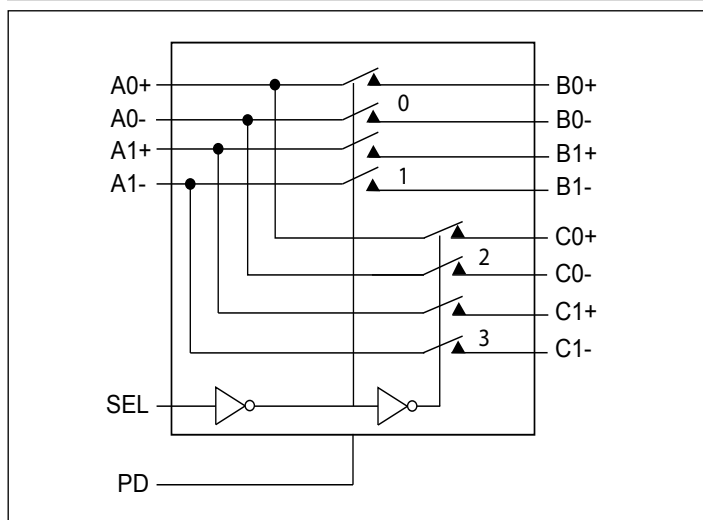 A0+
B0+
0
A0-
B0-
A1+
B1+
1
A1-
B1-
C0+
2
C0-
C1+
3
C1-
SEL
PD